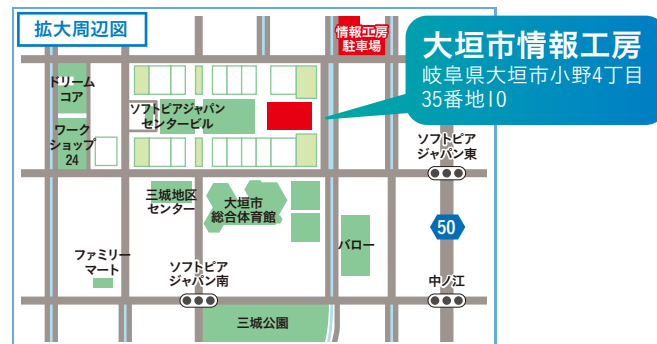 拡大周辺図
情報工房
駐車場
大垣市情報工房
岐阜県大垣市小野4丁目
35番地10
ドリーム
コア
ソフトピアジャパン
センタービル
ワーク
ショップ
24
ソフトピア
ジャパン東
三城地区
センター
大垣市
総合体育館
50
バロー
ファミリー
マート
ソフトピア
ジャパン南
中ノ江
三城公園